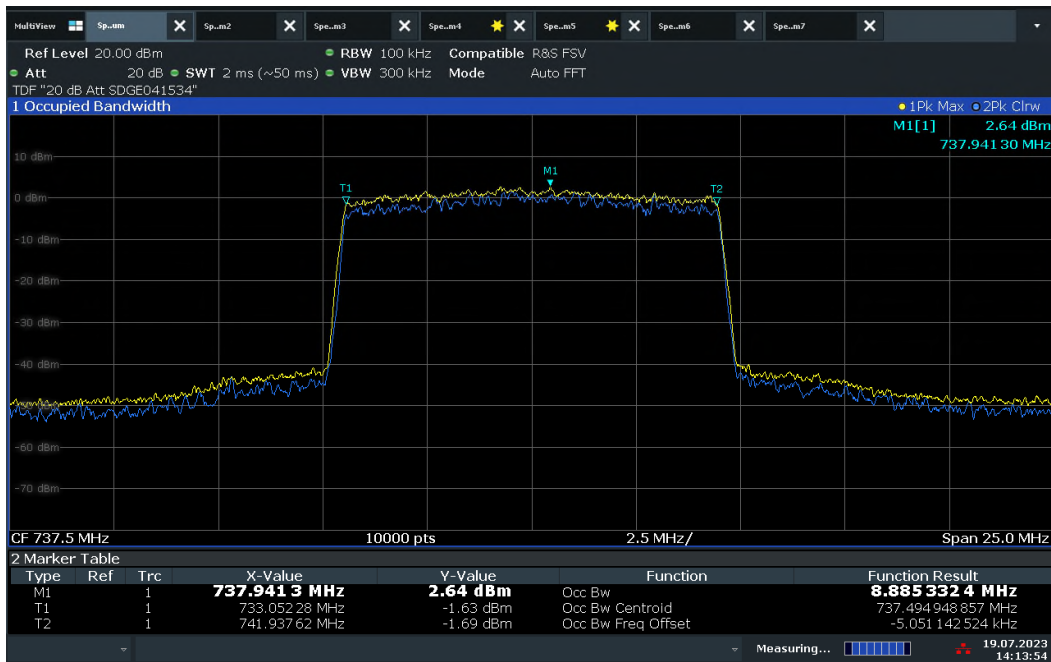 MultiView Sp..um Sp..m2 Spe..m3 Spe..m4 Spe..m5 Spe..m6 Spe..m7
Ref Level 20.00 dBm RBW 100 kHz Compatible R&S FSV
Att 20 dB SWT 2 ms (~50 ms) VBW 300 kHz Mode Auto FFT
TDF "20 dB Att SDGE041534"
1 Occupied Bandwidth 1Pk Max 2Pk Clrw
M1[1] 2.64 dBm
737.941 30 MHz
10 dBm
M1
T1 T2
0 dBm
-10 dBm
-20 dBm
-30 dBm
-40 dBm
-60 dBm
-70 dBm
CF 737.5 MHz 10000 pts 2.5 MHz/ Span 25.0 MHz
2 Marker Table
Type Ref Trc X-Value Y-Value Function Function Result
M1 1 737.941 3 MHz 2.64 dBm Occ Bw 8.885 332 4 MHz
T1 1 733.052 28 MHz -1.63 dBm Occ Bw Centroid 737.494 948 857 MHz
T2 1 741.937 62 MHz -1.69 dBm Occ Bw Freq Offset -5.051 142 524 kHz
Measuring... 19.07.2023
14:13:54